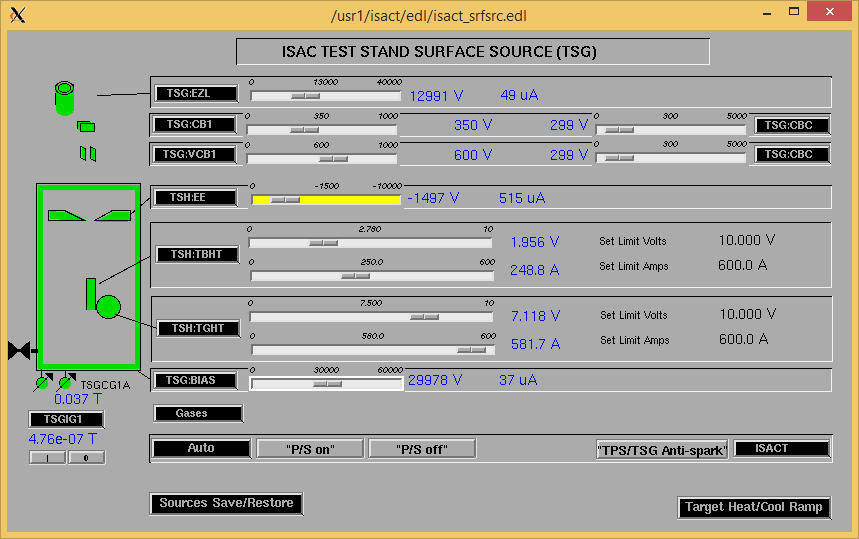 /usr1/isact/edl/isact_srfsrc.edl
ISAC TEST STAND SURFACE SOURCE (TSG)
0 13000 40000
TSG:EZL 12991 V 49 uA
0 350 1000 0 300 5000
TSG:CB1 350 V 299 V TSG:CBC
0 600 1000 0 300 5000
TSG:VCB1 600 V 299 V TSG:CBC
0 -1500 -10000
TSH:EE -1497 V 515 uA
0 2.780 10
1.956 V Set Limit Volts 10.000 V
TSH:TBHT
0 250.0 600
248.8 A Set Limit Amps 600.0 A
0 7.500 10
7.118 V Set Limit Volts 10.000 V
TSH:TGHT
0 580.0 600
581.7 A Set Limit Amps 600.0 A
0 30000 60000
TSG:BIAS 29978 V 37 uA
TSGCG1A
0.037 T
TSGIG1
4.76e-07 T
I 0
Gases
Auto "P/S on" "P/S off" "TPS/TSG Anti-spark" ISACT
Sources Save/Restore
Target Heat/Cool Ramp